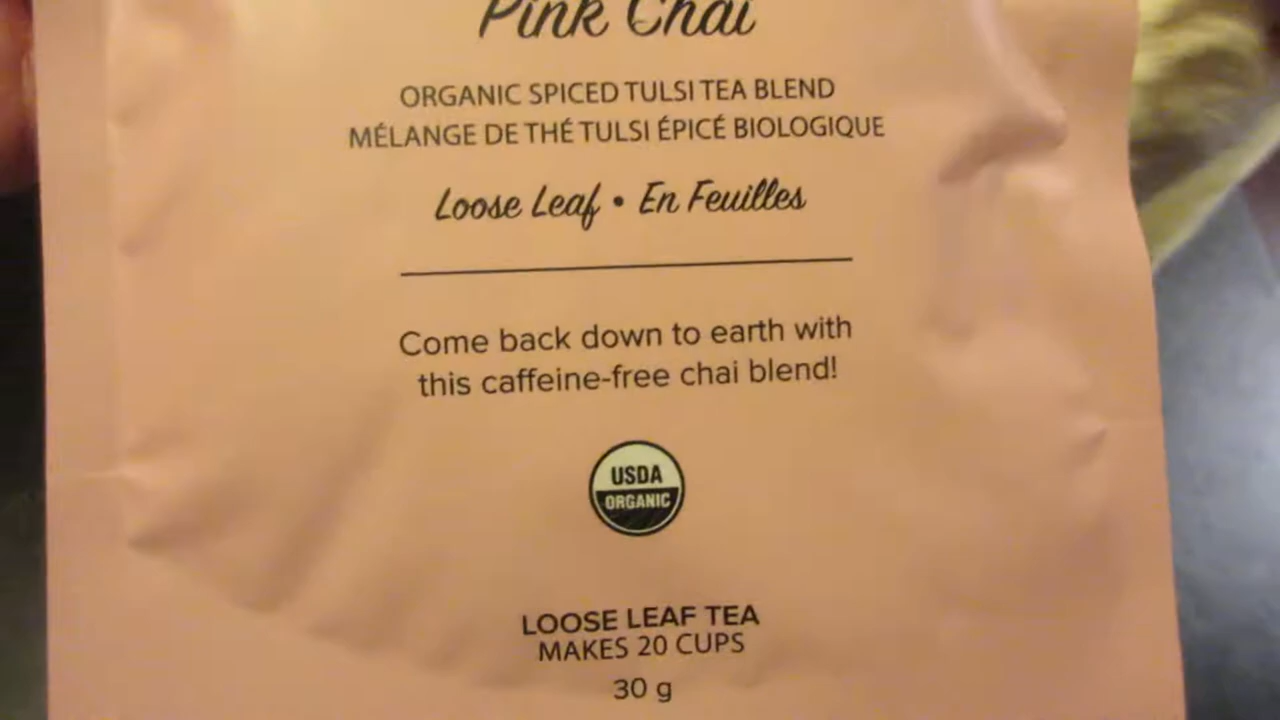 Pink Chai
ORGANIC SPICED TULSI TEA BLEND
MÉLANGE DE THÉ TULSI ÉPICÉ BIOLOGIQUE
Loose Leaf • En Feuilles
Come back down to earth with
this caffeine-free chai blend!
USDA
ORGANIC
LOOSE LEAF TEA
MAKES 20 CUPS
30 g